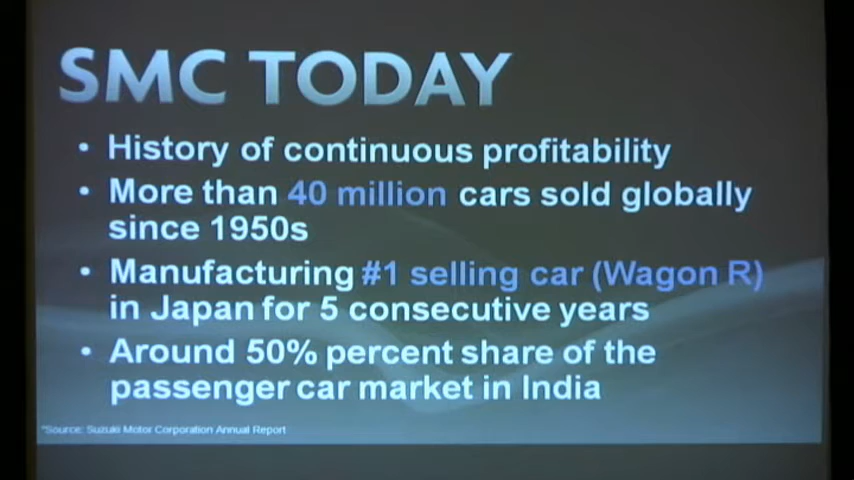 SMC TODAY
• History of continuous profitability
• More than 40 million cars sold globally
since 1950s
• Manufacturing #1 selling car (Wagon R)
in Japan for 5 consecutive years
• Around 50% percent share of the
passenger car market in India
*Source: Suzuki Motor Corporation Annual Report